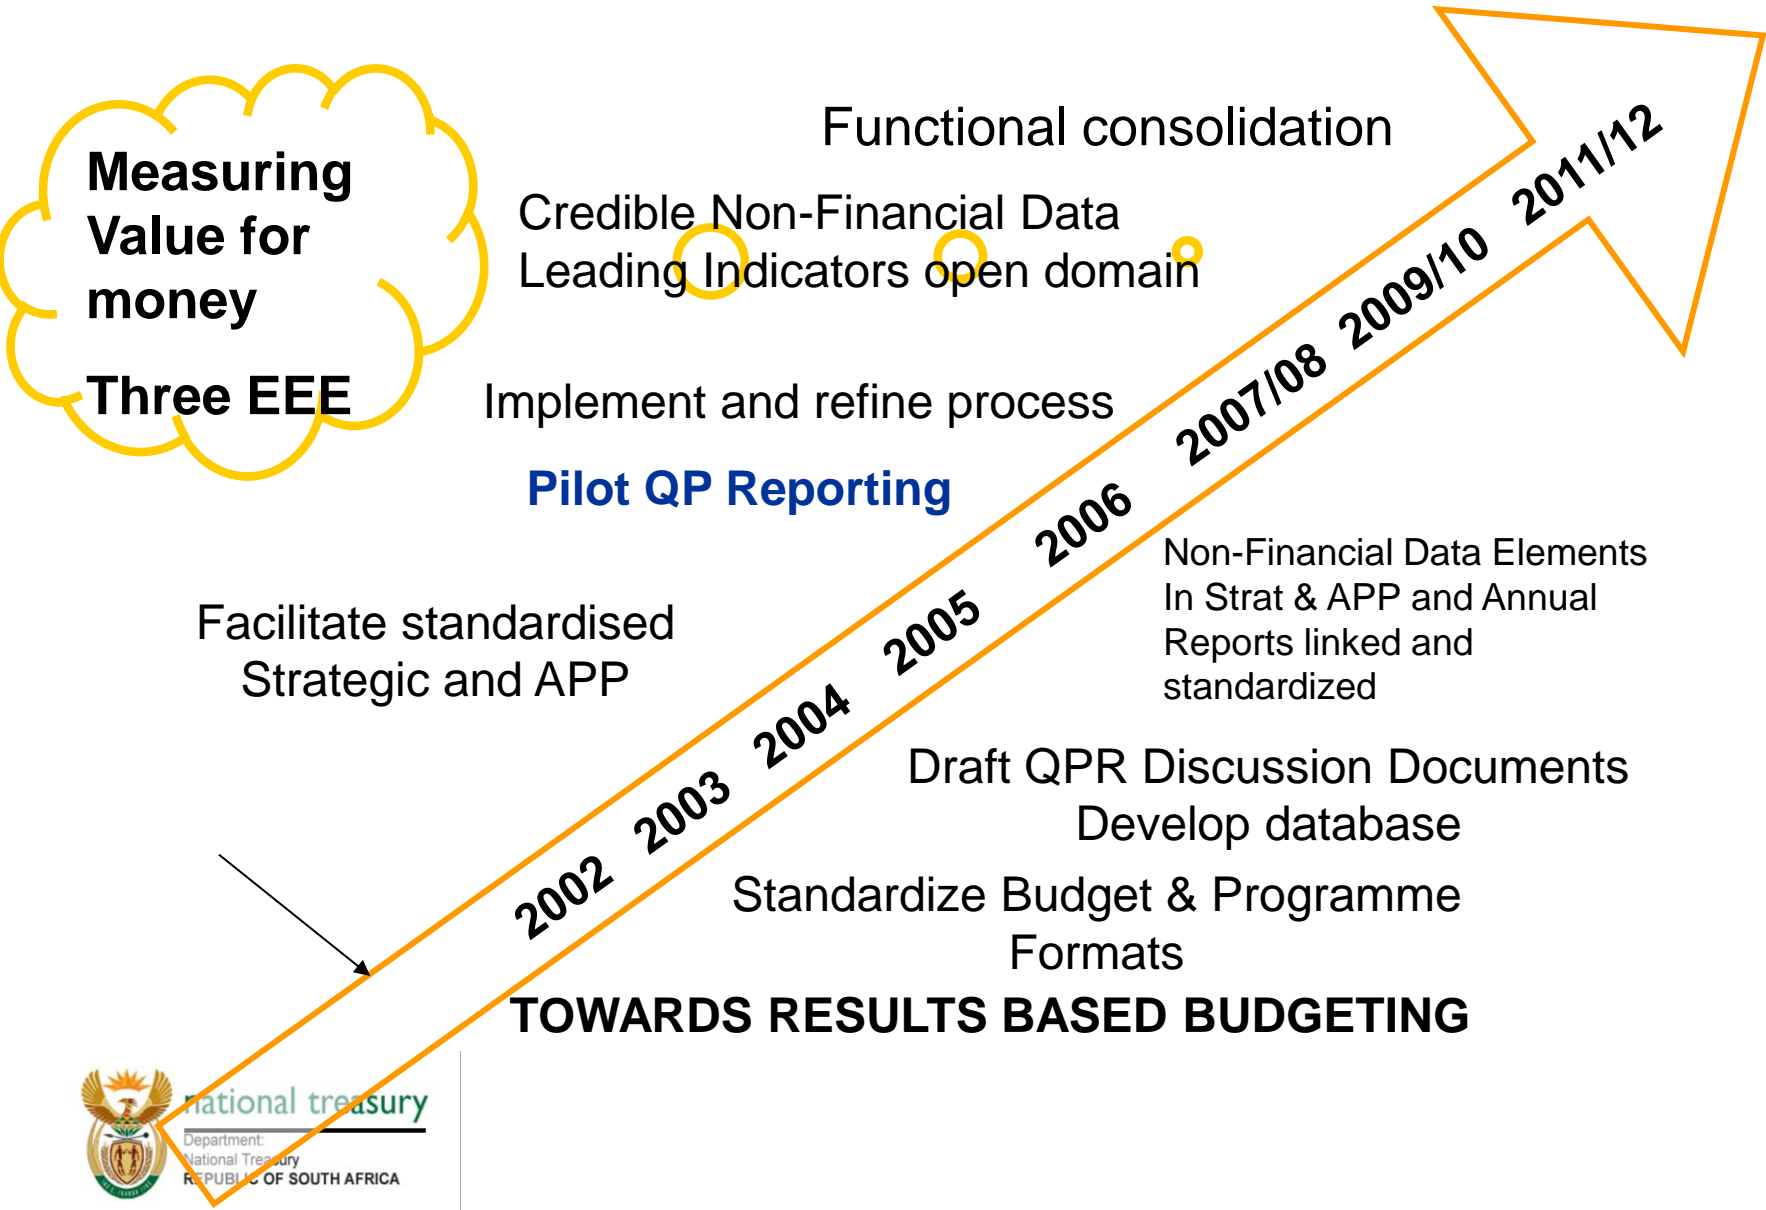 Functional consolidation
Measuring
Value for
money
Three EEE
Credible Non-Financial Data
Leading Indicators open domain
Implement and refine process
Pilot QP Reporting
Facilitate standardised
Strategic and APP
2002
2003
2004
2005
2006
2007/08
2009/10
2011/12
Non-Financial Data Elements
In Strat & APP and Annual
Reports linked and
standardized
Draft QPR Discussion Documents
Develop database
Standardize Budget & Programme
Formats
TOWARDS RESULTS BASED BUDGETING
national treasury
Department:
National Treasury
REPUBLIC OF SOUTH AFRICA